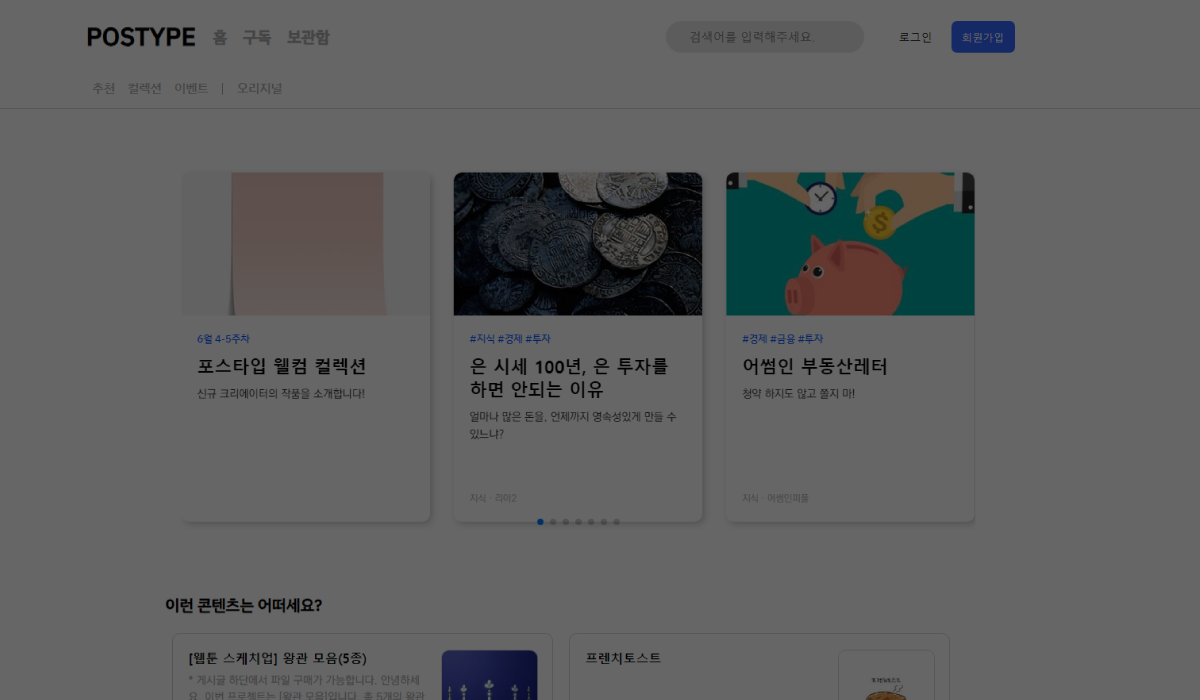 POSTYPE 홈 구독 보관함 검색어를 입력해주세요. 로그인 회원가입
추천 컬렉션 이벤트 | 오리지널
6월 4-5주차
포스타입 웰컴 컬렉션
신규 크리에이터의 작품을 소개합니다!
#지식 #경제 #투자
은 시세 100년, 은 투자를
하면 안되는 이유
얼마나 많은 돈을, 언제까지 영속성있게 만들 수
있느냐?
지식 · 리아2
#경제 #금융 #투자
어썸인 부동산레터
청약 하지도 않고 쫄지 마!
지식 · 어썸인피플
이런 콘텐츠는 어떠세요?
[웹툰 스케치업] 왕관 모음(5종)
* 게시글 하단에서 파일 구매가 가능합니다. 안녕하세
요. 이번 프로젝트는 [왕관 모음]입니다. 총 5개의 왕관
프렌치토스트